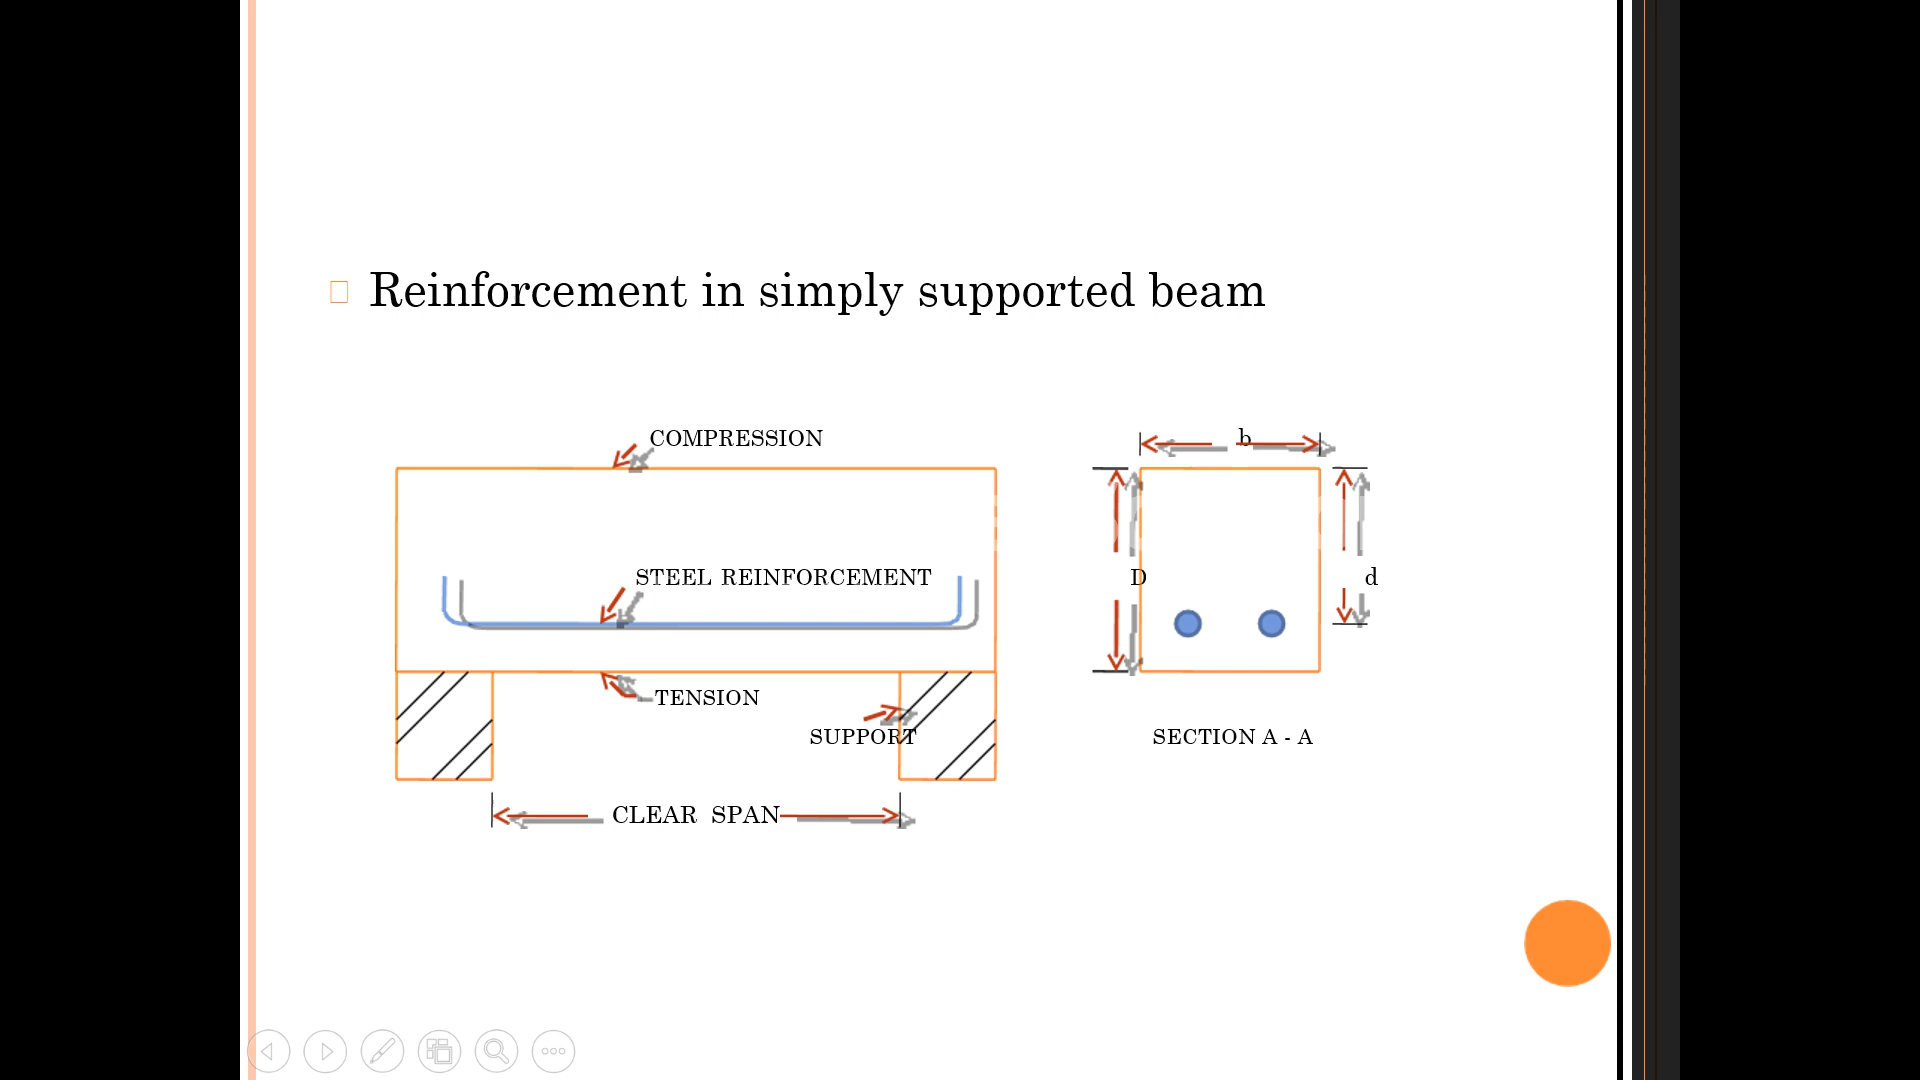 Reinforcement in simply supported beam
COMPRESSION
b
STEEL REINFORCEMENT
D
d
TENSION
SUPPORT
SECTION A - A
CLEAR SPAN